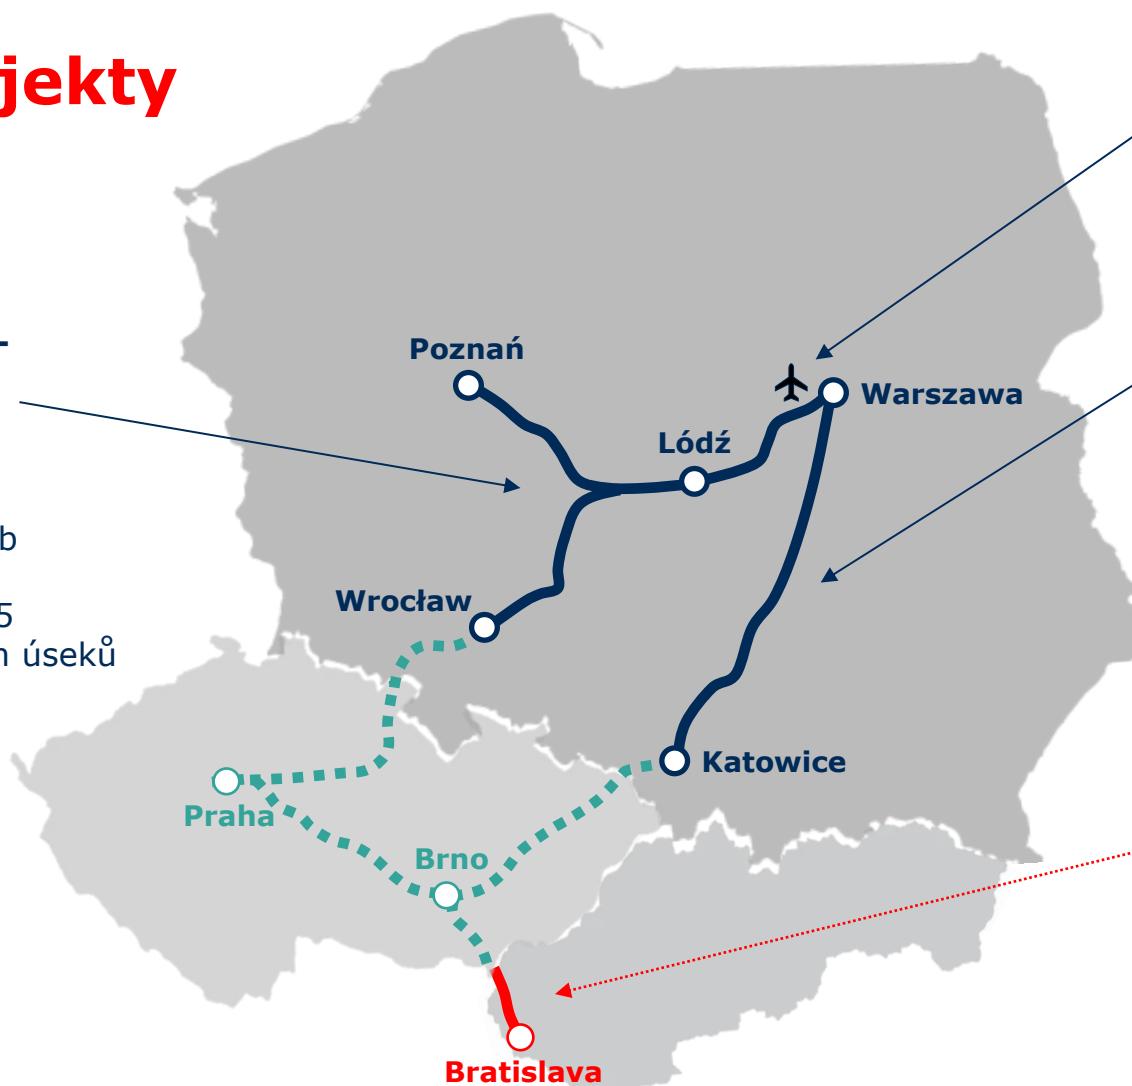 jekty
-
Poznań
Warszawa
Lódź
b
Wrocław
5
úseků
Katowice
Praha
Brno
Bratislava